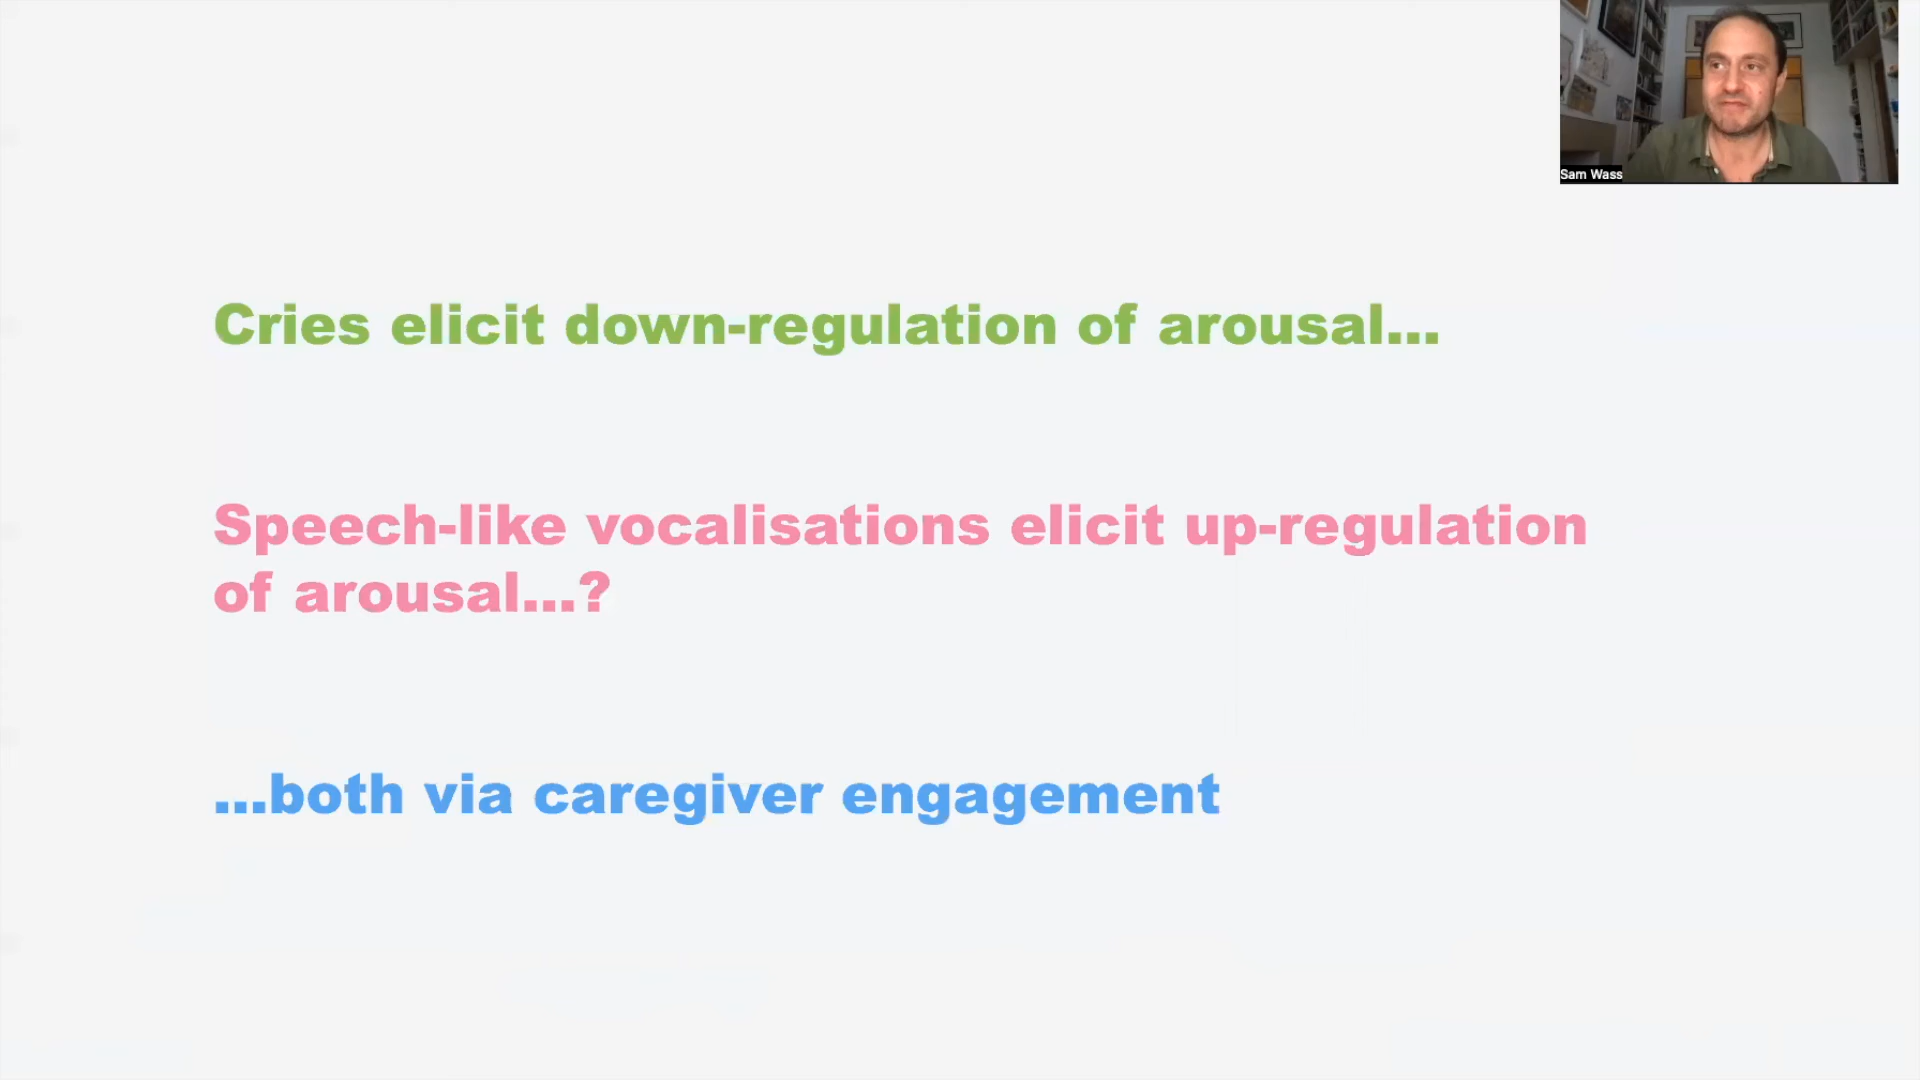 Sam Wass
Cries elicit down-regulation of arousal...
Speech-like vocalisations elicit up-regulation
of arousal...?
...both via caregiver engagement